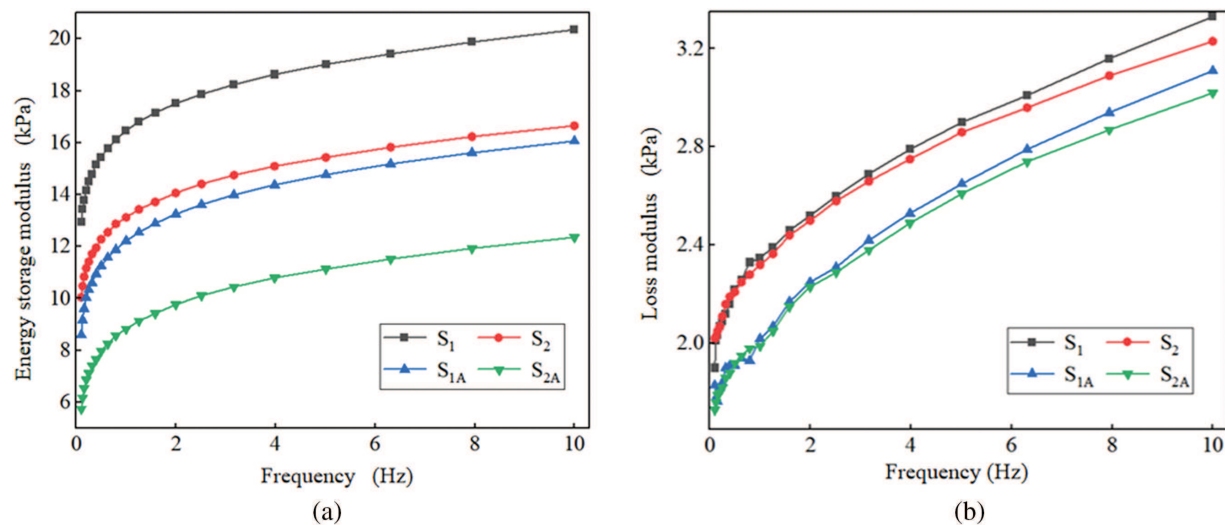 (a)
20
18
16
14
12
10
8
6
Energy storage modulus (kPa)
S1 S2
S1A S2A
0 2 4 6 8 10
Frequency (Hz)
(a)
(b)
3.2
2.8
2.4
2.0
Loss modulus (kPa)
S1 S2
S1A S2A
0 2 4 6 8 10
Frequency (Hz)
(b)